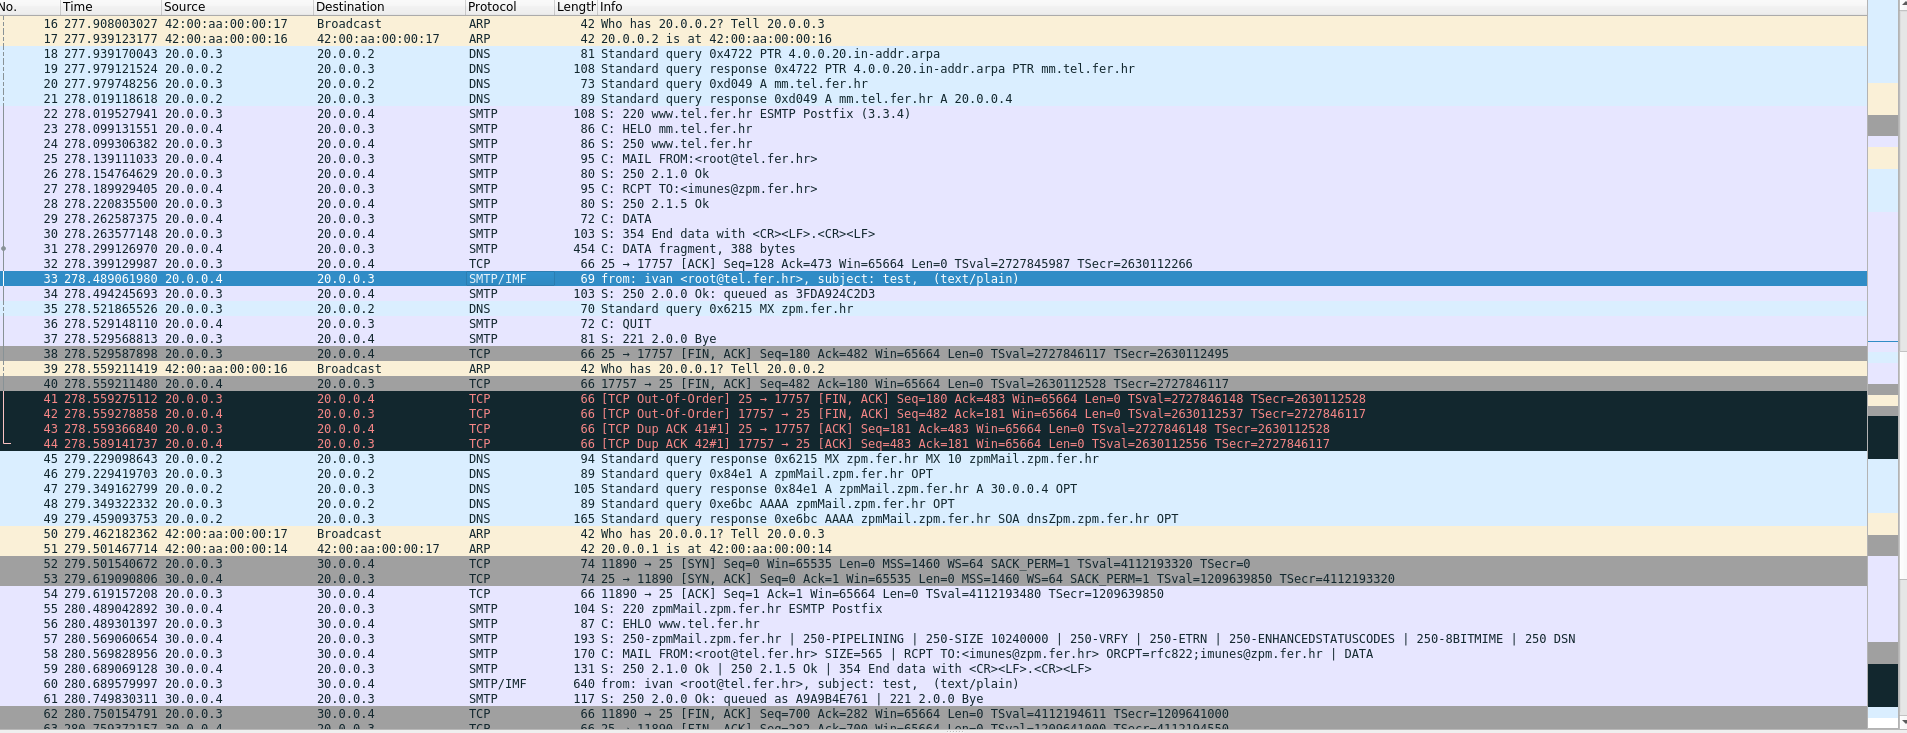 No. Time Source Destination Protocol Length Info
16 277.908003027 42:00:aa:00:00:17 Broadcast ARP 42 Who has 20.0.0.2? Tell 20.0.0.3
17 277.939123177 42:00:aa:00:00:16 42:00:aa:00:00:17 ARP 42 20.0.0.2 is at 42:00:aa:00:00:16
18 277.939170043 20.0.0.3 20.0.0.2 DNS 81 Standard query 0x4722 PTR 4.0.0.20.in-addr.arpa
19 277.979121524 20.0.0.2 20.0.0.3 DNS 108 Standard query response 0x4722 PTR 4.0.0.20.in-addr.arpa PTR mm.tel.fer.hr
20 277.979748256 20.0.0.3 20.0.0.2 DNS 73 Standard query 0xd049 A mm.tel.fer.hr
21 278.019118618 20.0.0.2 20.0.0.3 DNS 89 Standard query response 0xd049 A mm.tel.fer.hr A 20.0.0.4
22 278.019527941 20.0.0.3 20.0.0.4 SMTP 108 S: 220 www.tel.fer.hr ESMTP Postfix (3.3.4)
23 278.099131551 20.0.0.4 20.0.0.3 SMTP 86 C: HELO mm.tel.fer.hr
24 278.099306382 20.0.0.3 20.0.0.4 SMTP 86 S: 250 www.tel.fer.hr
25 278.139111033 20.0.0.4 20.0.0.3 SMTP 95 C: MAIL FROM:<root@tel.fer.hr>
26 278.154764629 20.0.0.3 20.0.0.4 SMTP 80 S: 250 2.1.0 Ok
27 278.189929405 20.0.0.4 20.0.0.3 SMTP 95 C: RCPT TO:<imunes@zpm.fer.hr>
28 278.220835500 20.0.0.3 20.0.0.4 SMTP 80 S: 250 2.1.5 Ok
29 278.262587375 20.0.0.4 20.0.0.3 SMTP 72 C: DATA
30 278.263577148 20.0.0.3 20.0.0.4 SMTP 103 S: 354 End data with <CR><LF>.<CR><LF>
31 278.299126970 20.0.0.4 20.0.0.3 SMTP 454 C: DATA fragment, 388 bytes
32 278.399129987 20.0.0.3 20.0.0.4 TCP 66 25 → 17757 [ACK] Seq=128 Ack=473 Win=65664 Len=0 TSval=2727845987 TSecr=2630112266
33 278.489061980 20.0.0.4 20.0.0.3 SMTP/IMF 69 from: ivan <root@tel.fer.hr>, subject: test,  (text/plain)
34 278.494245693 20.0.0.3 20.0.0.4 SMTP 103 S: 250 2.0.0 Ok: queued as 3FDA924C2D3
35 278.521865526 20.0.0.3 20.0.0.2 DNS 70 Standard query 0x6215 MX zpm.fer.hr
36 278.529148110 20.0.0.4 20.0.0.3 SMTP 72 C: QUIT
37 278.529568813 20.0.0.3 20.0.0.4 SMTP 81 S: 221 2.0.0 Bye
38 278.529587898 20.0.0.3 20.0.0.4 TCP 66 25 → 17757 [FIN, ACK] Seq=180 Ack=482 Win=65664 Len=0 TSval=2727846117 TSecr=2630112495
39 278.559211419 42:00:aa:00:00:16 Broadcast ARP 42 Who has 20.0.0.1? Tell 20.0.0.2
40 278.559211480 20.0.0.4 20.0.0.3 TCP 66 17757 → 25 [FIN, ACK] Seq=482 Ack=180 Win=65664 Len=0 TSval=2630112528 TSecr=2727846117
41 278.559275112 20.0.0.3 20.0.0.4 TCP 66 [TCP Out-Of-Order] 25 → 17757 [FIN, ACK] Seq=180 Ack=483 Win=65664 Len=0 TSval=2727846148 TSecr=2630112528
42 278.559278858 20.0.0.4 20.0.0.3 TCP 66 [TCP Out-Of-Order] 17757 → 25 [FIN, ACK] Seq=482 Ack=181 Win=65664 Len=0 TSval=2630112537 TSecr=2727846117
43 278.559366840 20.0.0.3 20.0.0.4 TCP 66 [TCP Dup ACK 41#1] 25 → 17757 [ACK] Seq=181 Ack=483 Win=65664 Len=0 TSval=2727846148 TSecr=2630112528
44 278.589141737 20.0.0.4 20.0.0.3 TCP 66 [TCP Dup ACK 42#1] 17757 → 25 [ACK] Seq=483 Ack=181 Win=65664 Len=0 TSval=2630112556 TSecr=2727846117
45 279.229098643 20.0.0.2 20.0.0.3 DNS 94 Standard query response 0x6215 MX zpm.fer.hr MX 10 zpmMail.zpm.fer.hr
46 279.229419703 20.0.0.3 20.0.0.2 DNS 89 Standard query 0x84e1 A zpmMail.zpm.fer.hr OPT
47 279.349162799 20.0.0.2 20.0.0.3 DNS 105 Standard query response 0x84e1 A zpmMail.zpm.fer.hr A 30.0.0.4 OPT
48 279.349322332 20.0.0.3 20.0.0.2 DNS 89 Standard query 0xe6bc AAAA zpmMail.zpm.fer.hr OPT
49 279.459093753 20.0.0.2 20.0.0.3 DNS 165 Standard query response 0xe6bc AAAA zpmMail.zpm.fer.hr SOA dnsZpm.zpm.fer.hr OPT
50 279.462182362 42:00:aa:00:00:17 Broadcast ARP 42 Who has 20.0.0.1? Tell 20.0.0.3
51 279.501467714 42:00:aa:00:00:14 42:00:aa:00:00:17 ARP 42 20.0.0.1 is at 42:00:aa:00:00:14
52 279.501540672 20.0.0.3 30.0.0.4 TCP 74 11890 → 25 [SYN] Seq=0 Win=65535 Len=0 MSS=1460 WS=64 SACK_PERM=1 TSval=4112193320 TSecr=0
53 279.619090806 30.0.0.4 20.0.0.3 TCP 74 25 → 11890 [SYN, ACK] Seq=0 Ack=1 Win=65535 Len=0 MSS=1460 WS=64 SACK_PERM=1 TSval=1209639850 TSecr=4112193320
54 279.619157208 20.0.0.3 30.0.0.4 TCP 66 11890 → 25 [ACK] Seq=1 Ack=1 Win=65664 Len=0 TSval=4112193480 TSecr=1209639850
55 280.489042892 30.0.0.4 20.0.0.3 SMTP 104 S: 220 zpmMail.zpm.fer.hr ESMTP Postfix
56 280.489301397 20.0.0.3 30.0.0.4 SMTP 87 C: EHLO www.tel.fer.hr
57 280.569060654 30.0.0.4 20.0.0.3 SMTP 193 S: 250-zpmMail.zpm.fer.hr | 250-PIPELINING | 250-SIZE 10240000 | 250-VRFY | 250-ETRN | 250-ENHANCEDSTATUSCODES | 250-8BITMIME | 250 DSN
58 280.569828956 20.0.0.3 30.0.0.4 SMTP 170 C: MAIL FROM:<root@tel.fer.hr> SIZE=565 | RCPT TO:<imunes@zpm.fer.hr> ORCPT=rfc822;imunes@zpm.fer.hr | DATA
59 280.689069128 30.0.0.4 20.0.0.3 SMTP 131 S: 250 2.1.0 Ok | 250 2.1.5 Ok | 354 End data with <CR><LF>.<CR><LF>
60 280.689579997 20.0.0.3 30.0.0.4 SMTP/IMF 640 from: ivan <root@tel.fer.hr>, subject: test,  (text/plain)
61 280.749830311 30.0.0.4 20.0.0.3 SMTP 117 S: 250 2.0.0 Ok: queued as A9A9B4E761 | 221 2.0.0 Bye
62 280.750154791 20.0.0.3 30.0.0.4 TCP 66 11890 → 25 [FIN, ACK] Seq=700 Ack=282 Win=65664 Len=0 TSval=4112194611 TSecr=1209641000
63 280.759372157 30.0.0.4 20.0.0.3 TCP 66 25 → 11890 [FIN, ACK] Seq=282 Ack=700 Win=65664 Len=0 TSval=1209641000 TSecr=4112194550